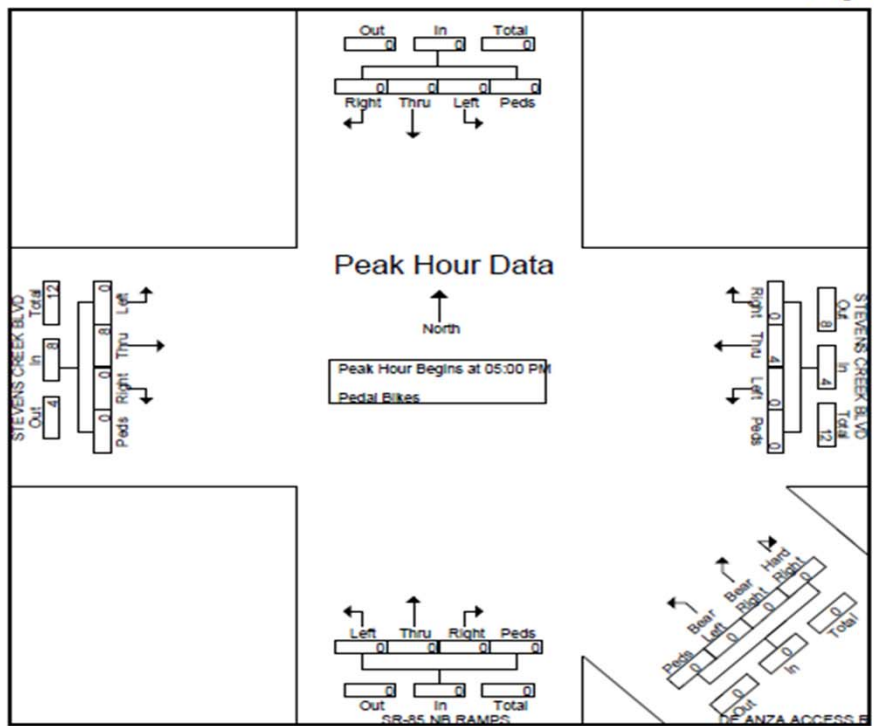 Out In Total
0 0 0
0 0 0 0
Right Thru Left Peds
Peak Hour Data
North
Peak Hour Begins at 05:00 PM
Pedal Bikes
STEVENS CREEK BLVD
Out In Total
4 8 12
0 8 0 0
Left Thru Right Peds
Right Thru Left Peds
0 4 0 0
Out In Total
8 4 12
STEVENS CREEK BLVD
Left Thru Right Peds
0 0 0 0
0 0 0
Out In Total
SR-85 NB RAMPS
Peds
Bear Left
Bear Right
Hard Right
0 0 0 0
0 0 0
Out In Total
DE ANZA ACCESS R